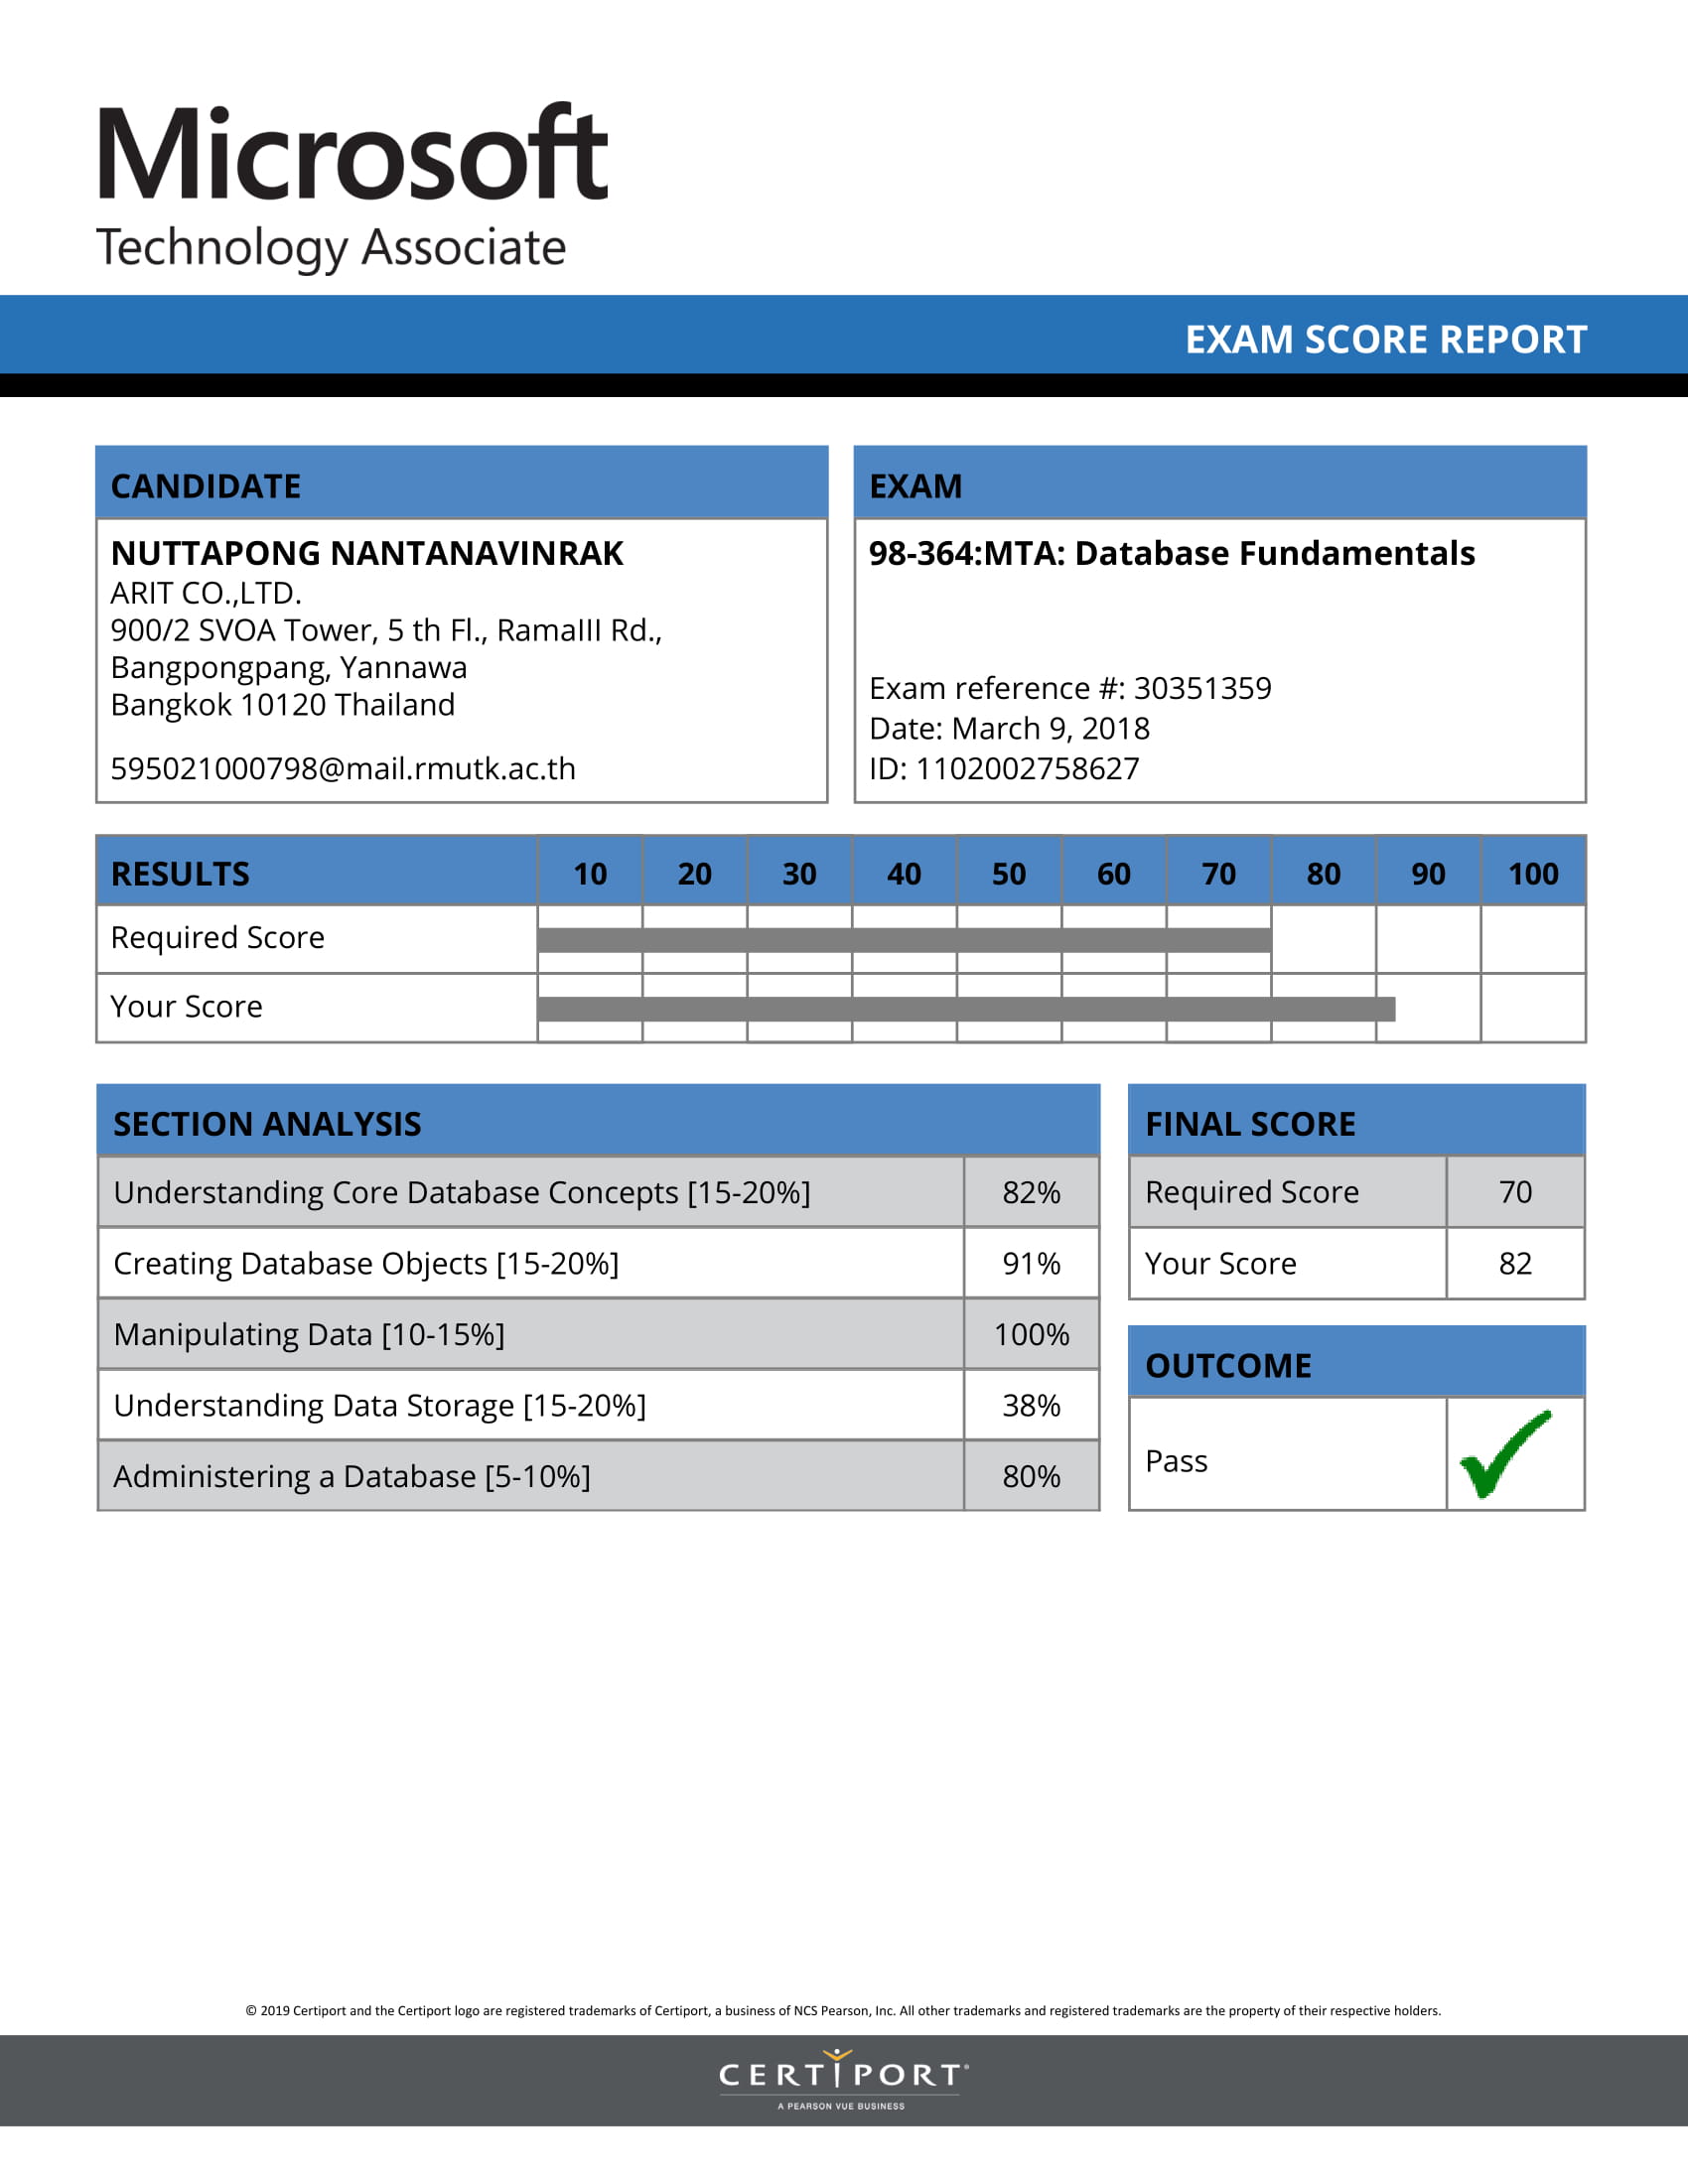 Microsoft
Technology Associate
EXAM SCORE REPORT
CANDIDATE
NUTTAPONG NANTANAVINRAK
ARIT CO.,LTD.
900/2 SVOA Tower, 5 th Fl., RamaIII Rd.,
Bangpongpang, Yannawa
Bangkok 10120 Thailand
595021000798@mail.rmutk.ac.th
EXAM
98-364:MTA: Database Fundamentals
Exam reference #: 30351359
Date: March 9, 2018
ID: 1102002758627
RESULTS 10 20 30 40 50 60 70 80 90 100
Required Score
Your Score
SECTION ANALYSIS
Understanding Core Database Concepts [15-20%] 82%
Creating Database Objects [15-20%] 91%
Manipulating Data [10-15%] 100%
Understanding Data Storage [15-20%] 38%
Administering a Database [5-10%] 80%
FINAL SCORE
Required Score 70
Your Score 82
OUTCOME
Pass
© 2019 Certiport and the Certiport logo are registered trademarks of Certiport, a business of NCS Pearson, Inc. All other trademarks and registered trademarks are the property of their respective holders.
CERTIPORT®
A PEARSON VUE BUSINESS